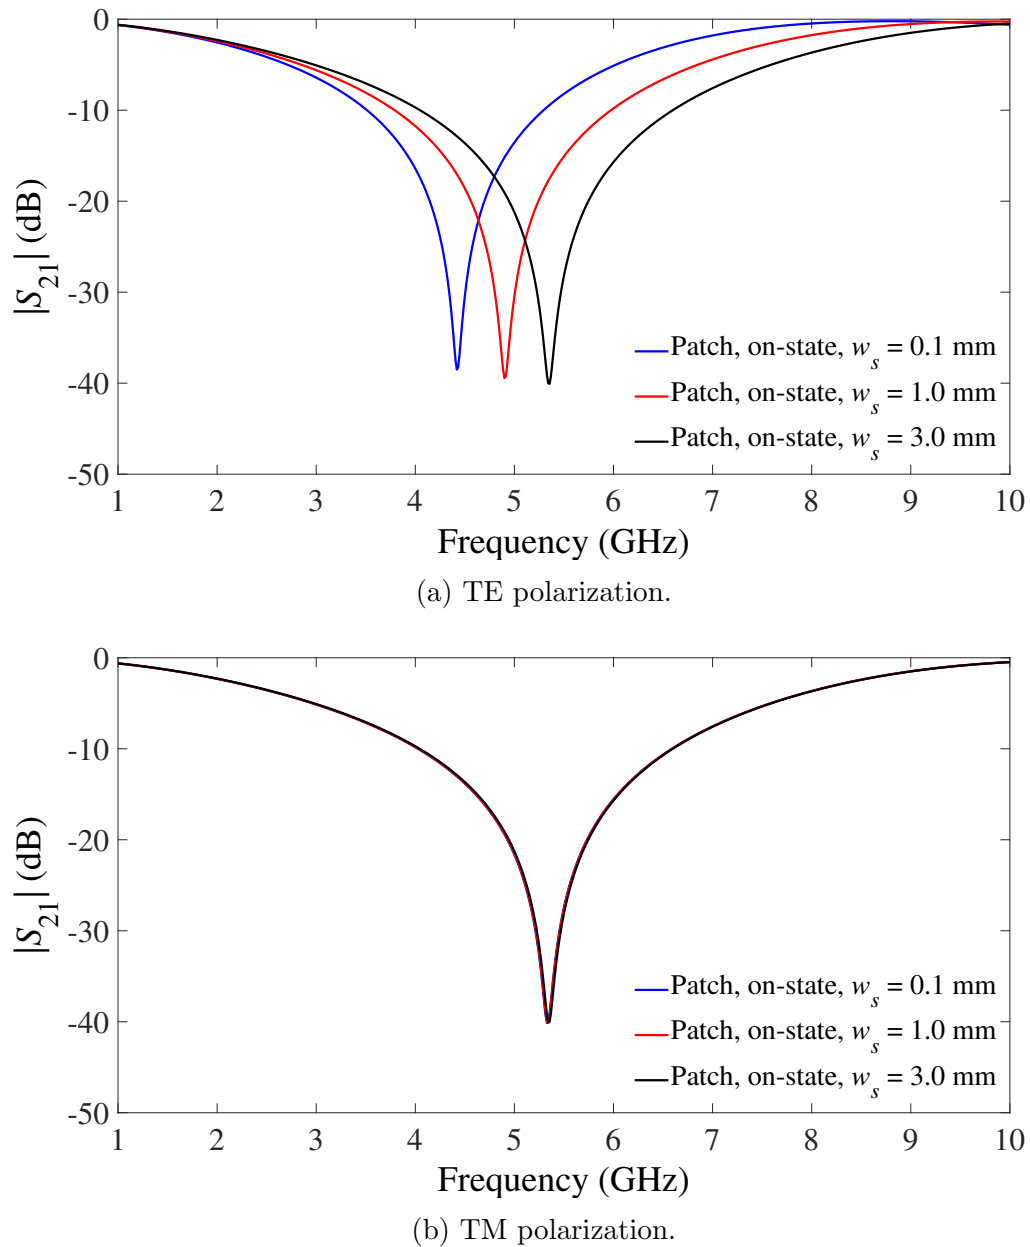 0
-10
-20
-30
-40
-50
|S21| (dB)
Patch, on-state, ws = 0.1 mm
Patch, on-state, ws = 1.0 mm
Patch, on-state, ws = 3.0 mm
1 2 3 4 5 6 7 8 9 10
Frequency (GHz)
(a) TE polarization.
0
-10
-20
-30
-40
-50
|S21| (dB)
Patch, on-state, ws = 0.1 mm
Patch, on-state, ws = 1.0 mm
Patch, on-state, ws = 3.0 mm
1 2 3 4 5 6 7 8 9 10
Frequency (GHz)
(b) TM polarization.